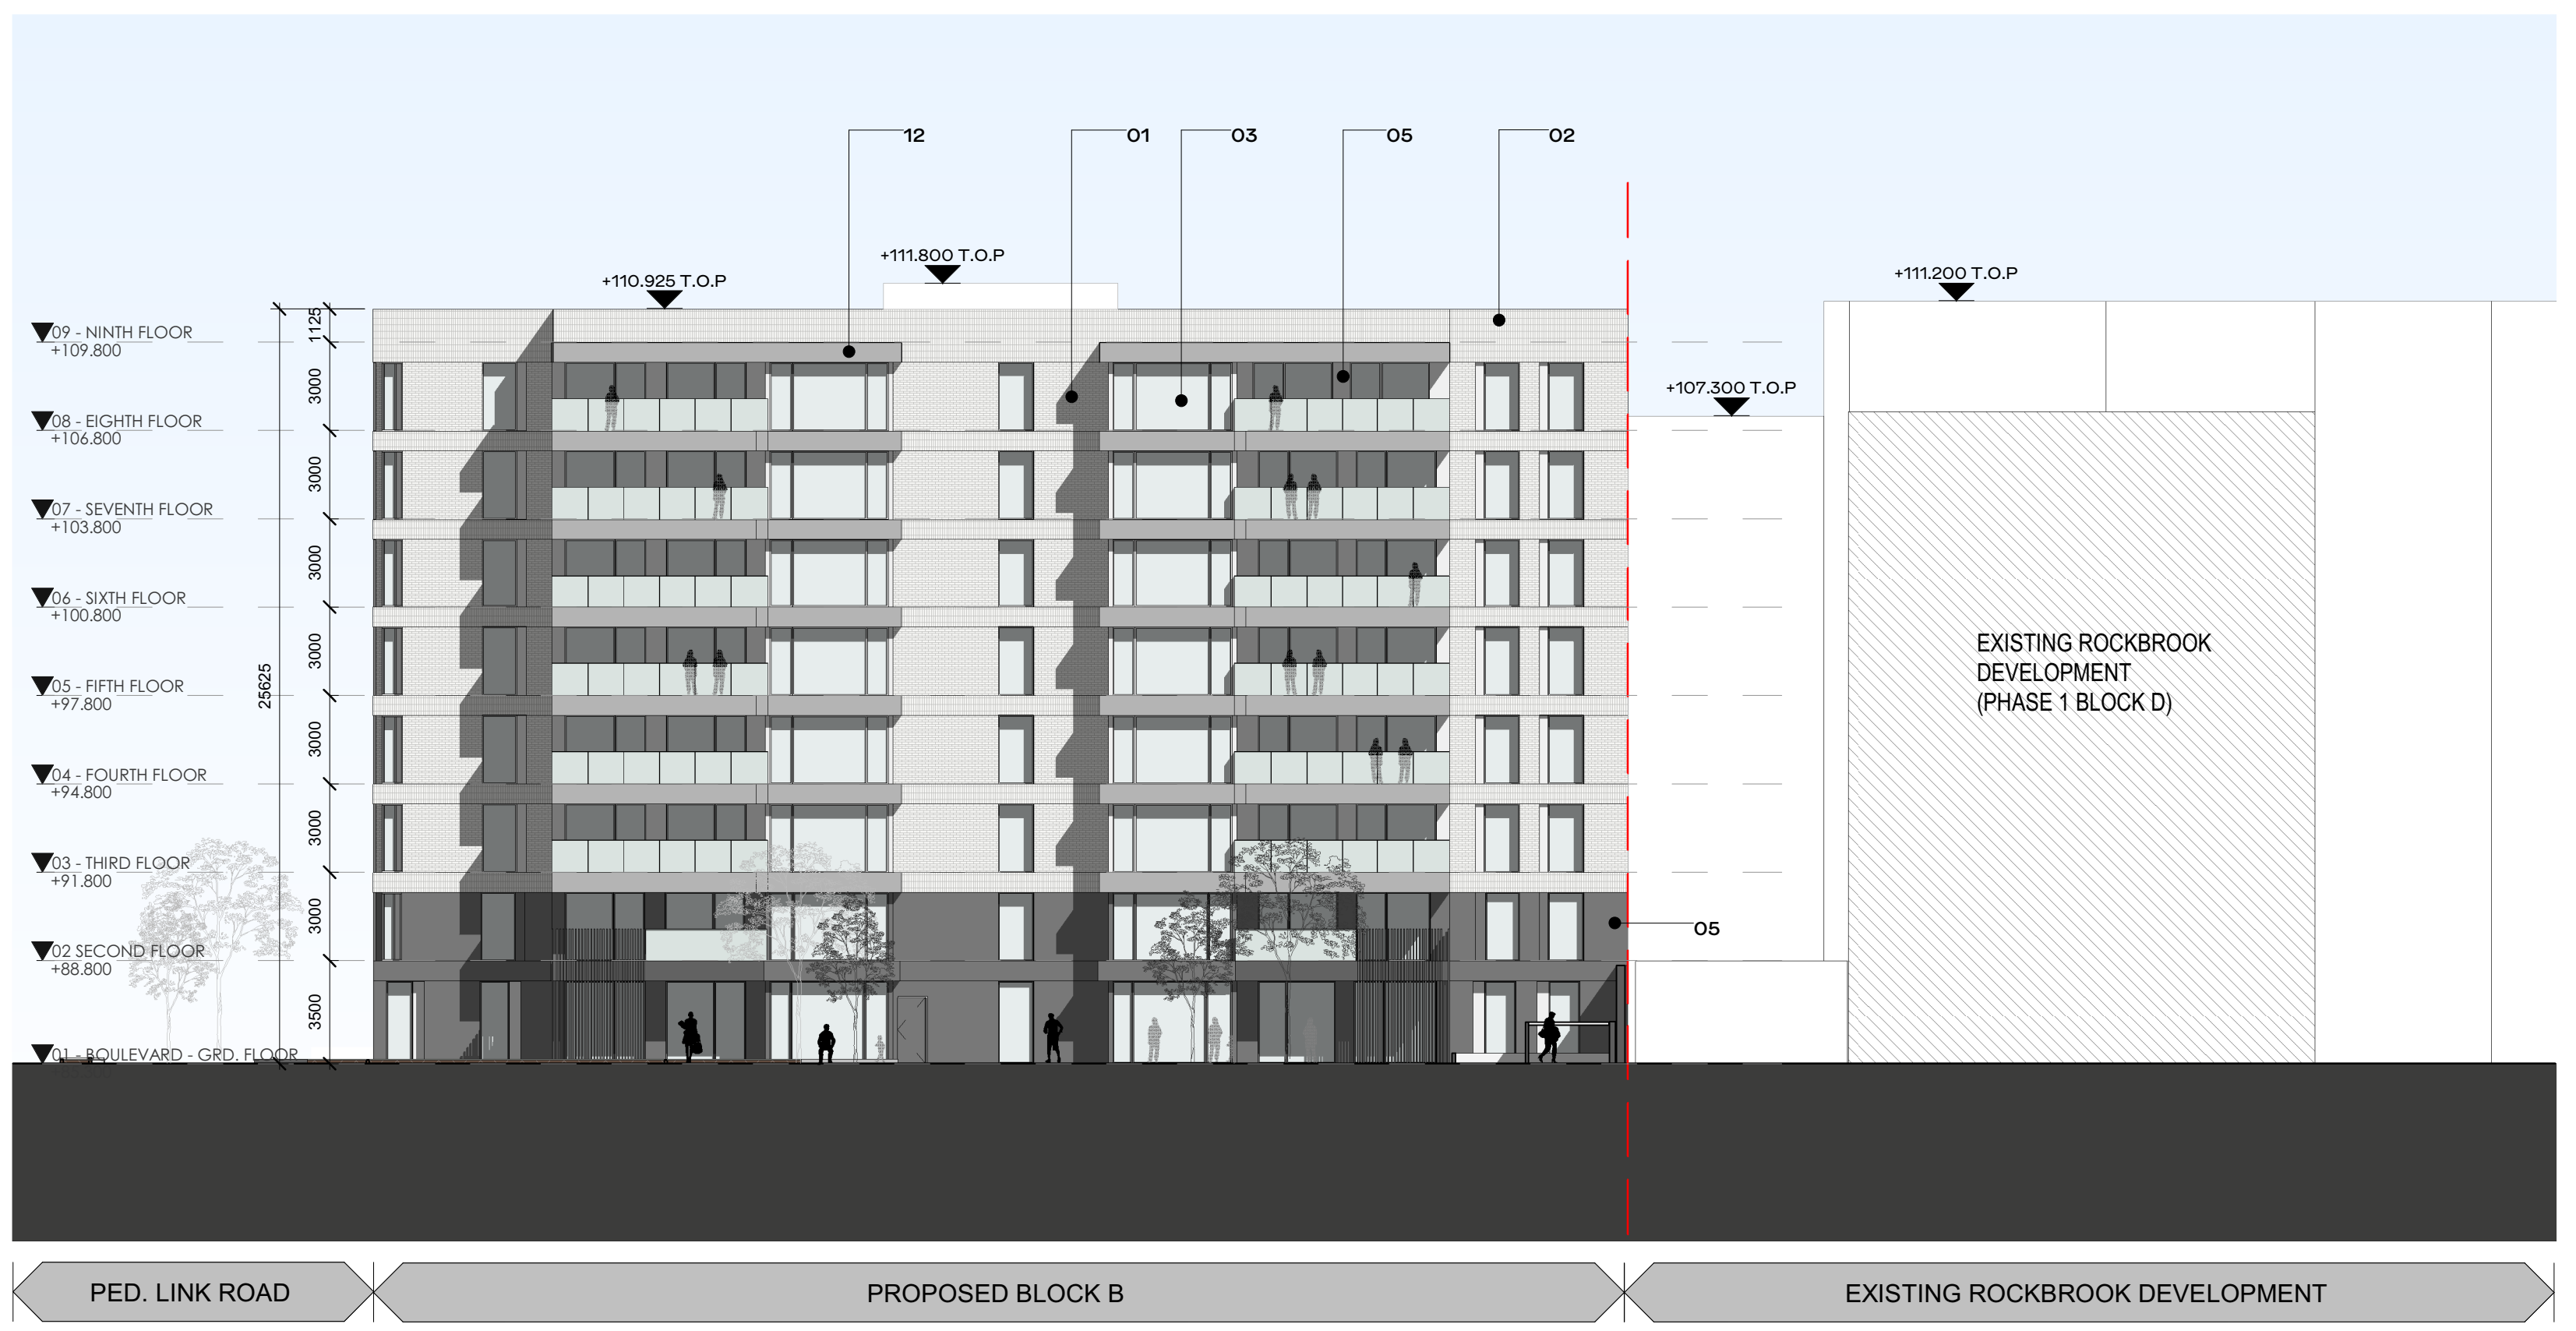 12
01
03
05
02
+111.800 T.O.P
+110.925 T.O.P
+111.200 T.O.P
+107.300 T.O.P
09 - NINTH FLOOR
+109.800
08 - EIGHTH FLOOR
+106.800
07 - SEVENTH FLOOR
+103.800
06 - SIXTH FLOOR
+100.800
05 - FIFTH FLOOR
+97.800
04 - FOURTH FLOOR
+94.800
03 - THIRD FLOOR
+91.800
02 SECOND FLOOR
+88.800
01 - BOULEVARD - GRD. FLOOR
1125
3000
3000
3000
3000
3000
3000
3000
3500
25625
EXISTING ROCKBROOK
DEVELOPMENT
(PHASE 1 BLOCK D)
05
PED. LINK ROAD
PROPOSED BLOCK B
EXISTING ROCKBROOK DEVELOPMENT